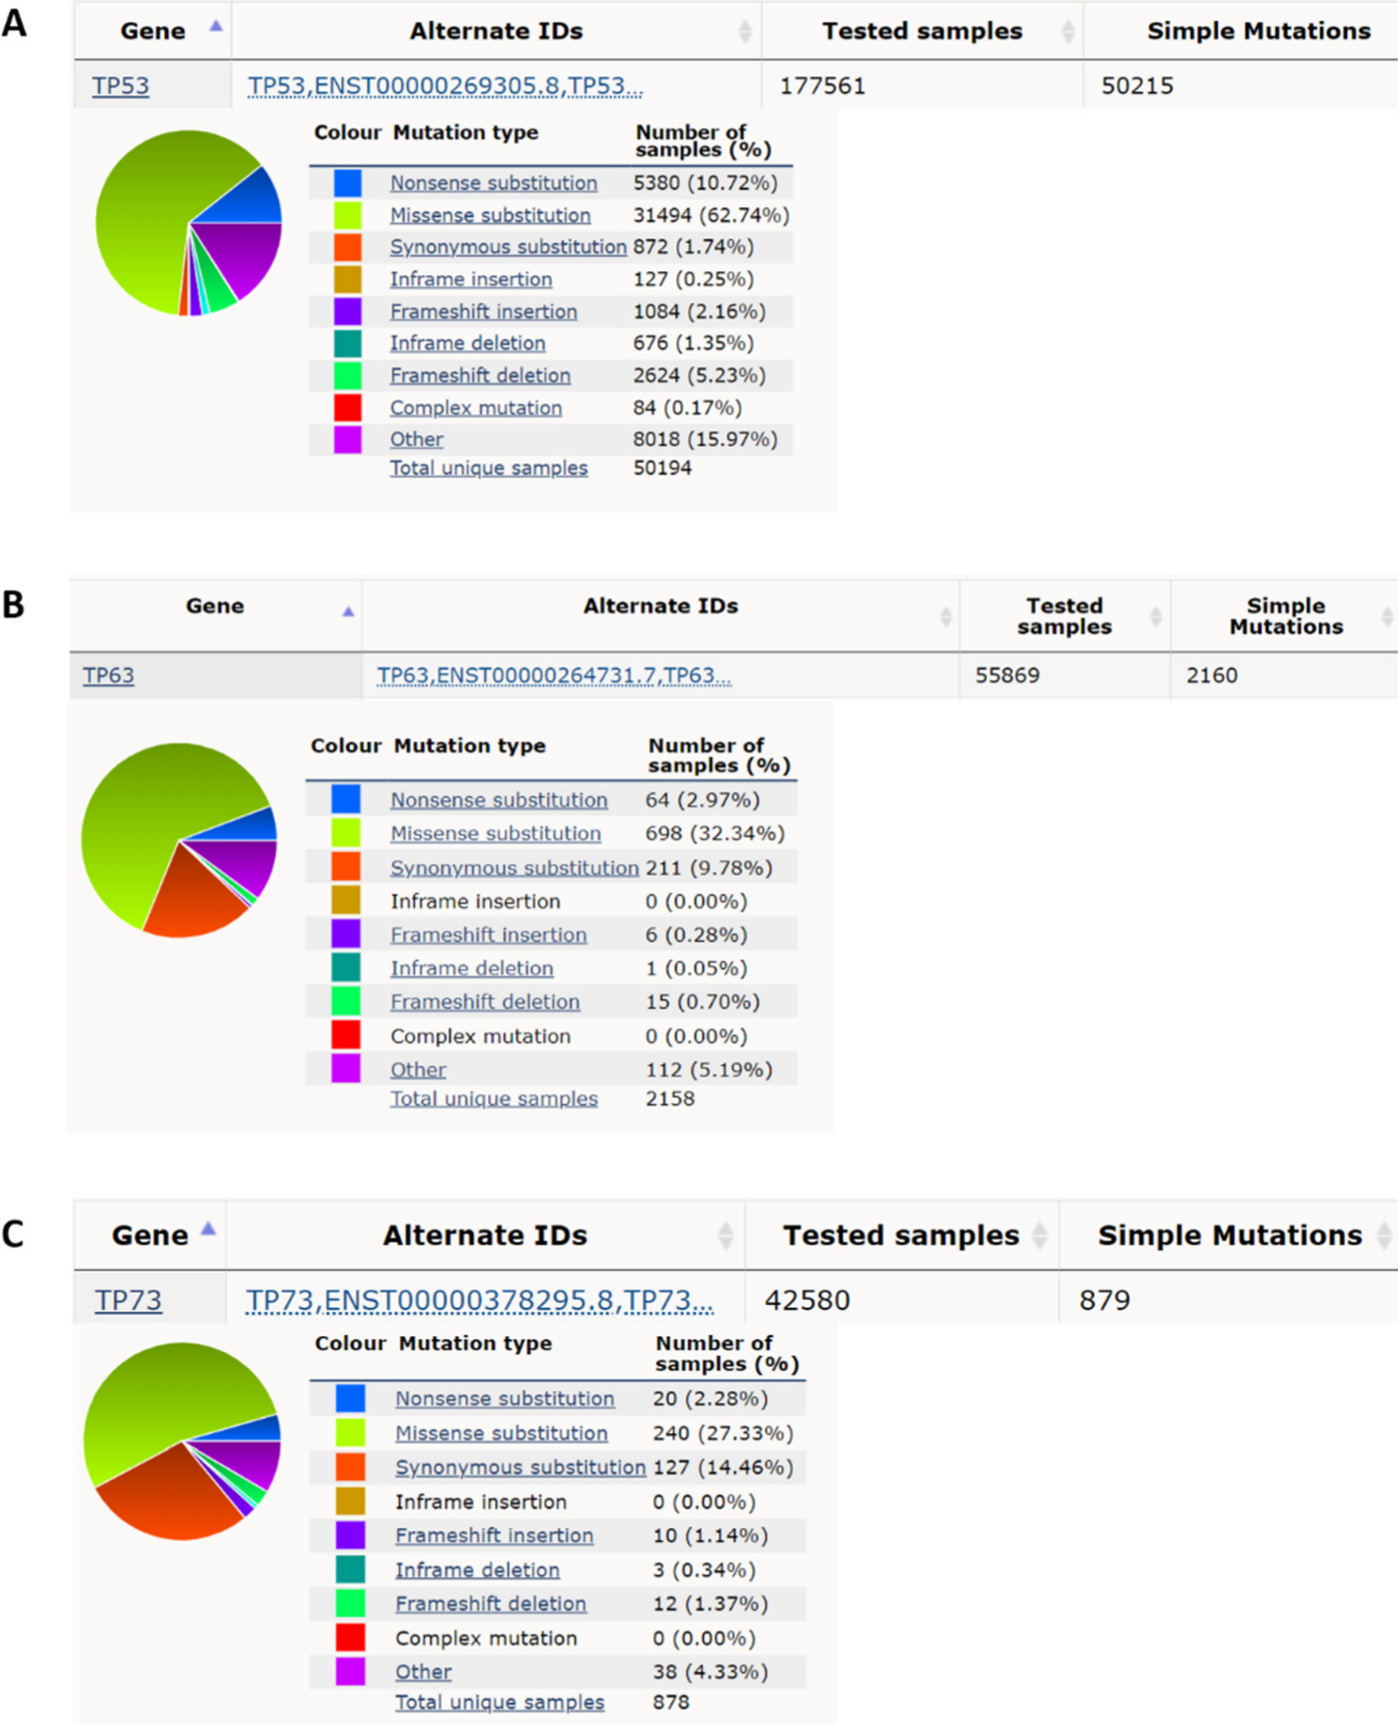 A
Gene Alternate IDs Tested samples Simple Mutations
TP53 TP53,ENST00000269305.8,TP53... 177561 50215
Colour Mutation type Number of
samples (%)
Nonsense substitution 5380 (10.72%)
Missense substitution 31494 (62.74%)
Synonymous substitution 872 (1.74%)
Inframe insertion 127 (0.25%)
Frameshift insertion 1084 (2.16%)
Inframe deletion 676 (1.35%)
Frameshift deletion 2624 (5.23%)
Complex mutation 84 (0.17%)
Other 8018 (15.97%)
Total unique samples 50194
B
Gene Alternate IDs Tested Simple
samples Mutations
TP63 TP63,ENST00000264731.7,TP63... 55869 2160
Colour Mutation type Number of
samples (%)
Nonsense substitution 64 (2.97%)
Missense substitution 698 (32.34%)
Synonymous substitution 211 (9.78%)
Inframe insertion 0 (0.00%)
Frameshift insertion 6 (0.28%)
Inframe deletion 1 (0.05%)
Frameshift deletion 15 (0.70%)
Complex mutation 0 (0.00%)
Other 112 (5.19%)
Total unique samples 2158
C
Gene Alternate IDs Tested samples Simple Mutations
TP73 TP73,ENST00000378295.8,TP73... 42580 879
Colour Mutation type Number of
samples (%)
Nonsense substitution 20 (2.28%)
Missense substitution 240 (27.33%)
Synonymous substitution 127 (14.46%)
Inframe insertion 0 (0.00%)
Frameshift insertion 10 (1.14%)
Inframe deletion 3 (0.34%)
Frameshift deletion 12 (1.37%)
Complex mutation 0 (0.00%)
Other 38 (4.33%)
Total unique samples 878